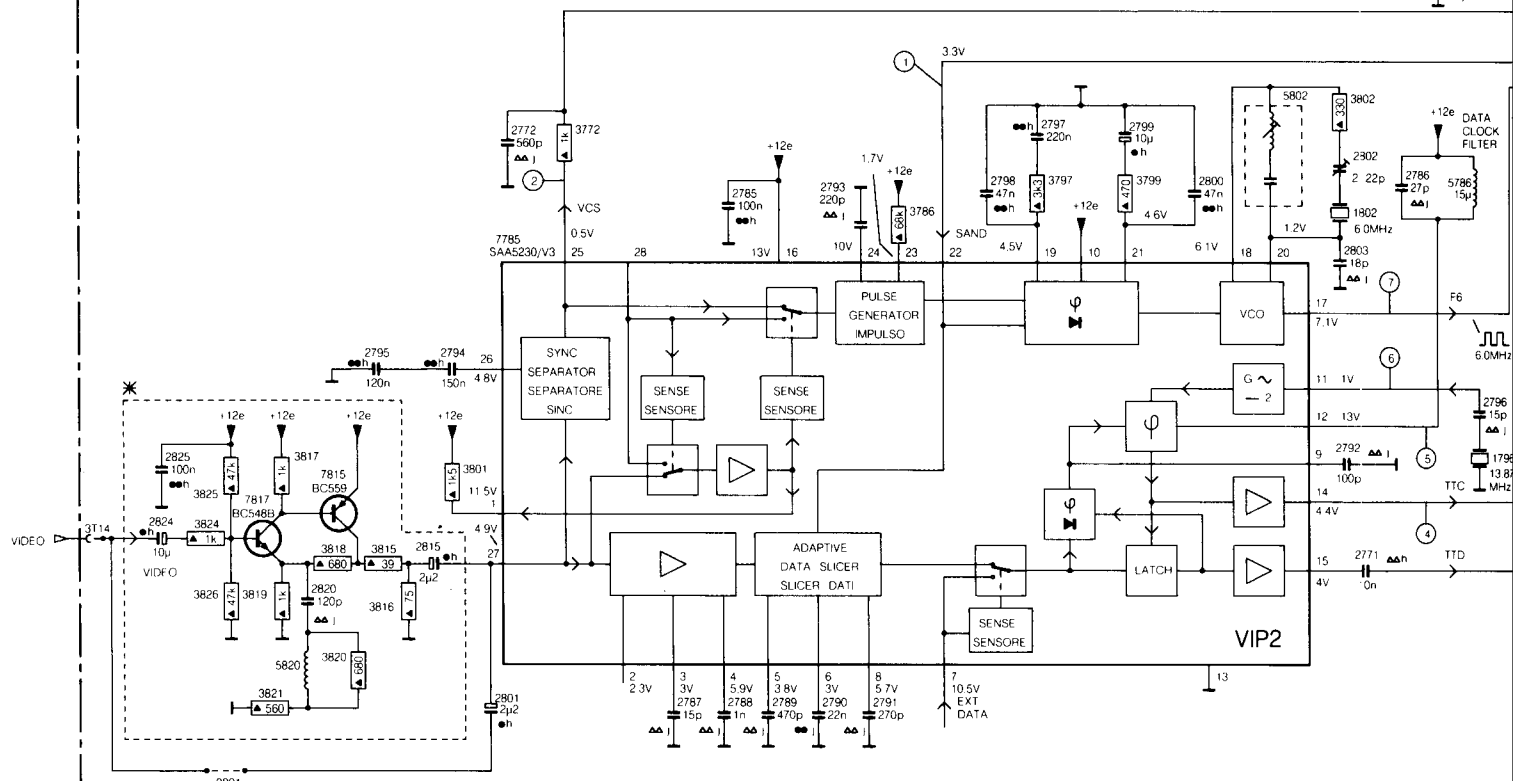 3.3V
1
5802
3802
330
+12e
DATA
CLOCK
FILTER
2772
560p
3772
1k
2797
220n
h
2799
10µ
h
2802
2 22p
2786
27p
5786
15µ
2
+12e
1.7V
+12e
2785
100n
h
2793
220p
3786
68k
2798
47n
h
3797
3k3
3799
470
2800
47n
h
+12e
1802
6.0MHz
VCS
0.5V
10V
SAND
4.5V
4.6V
6.1V
1.2V
2803
18p
7785
SAA5230/V3
25
28
13V
16
24
23
22
19
10
21
18
20
7
PULSE
GENERATOR
IMPULSO
φ
VCO
17
7.1V
F6
6.0MHz
2795
120n
h
2794
150n
h
26
4.8V
SYNC
SEPARATOR
SEPARATORE
SINC
SENSE
SENSORE
SENSE
SENSORE
G
2
11
1V
6
φ
12
13V
2796
15p
5
+12e
+12e
+12e
+12e
2825
100n
h
47k
3825
3817
1k
7815
BC559
3801
1k5
11.5V
1
9
2792
100p
13.87
MHz
7817
BC548B
φ
14
4.4V
TTC
4
VIDEO
3T14
2824
10µ
h
3824
1k
VIDEO
3818
680
3815
39
2815
2µ2
h
4.9V
27
ADAPTIVE
DATA SLICER
SLICER DATI
LATCH
15
4V
2771
h
TTD
3826
47k
3819
1k
2820
120p
3816
75
SENSE
SENSORE
VIP2
5820
3820
680
3821
560
2801
2µ2
h
2
2.3V
3
3V
2787
15p
4
5.9V
2788
1n
5
3.8V
2789
470p
6
3V
2790
22n
8
5.7V
2791
270p
7
10.5V
EXT
DATA
13